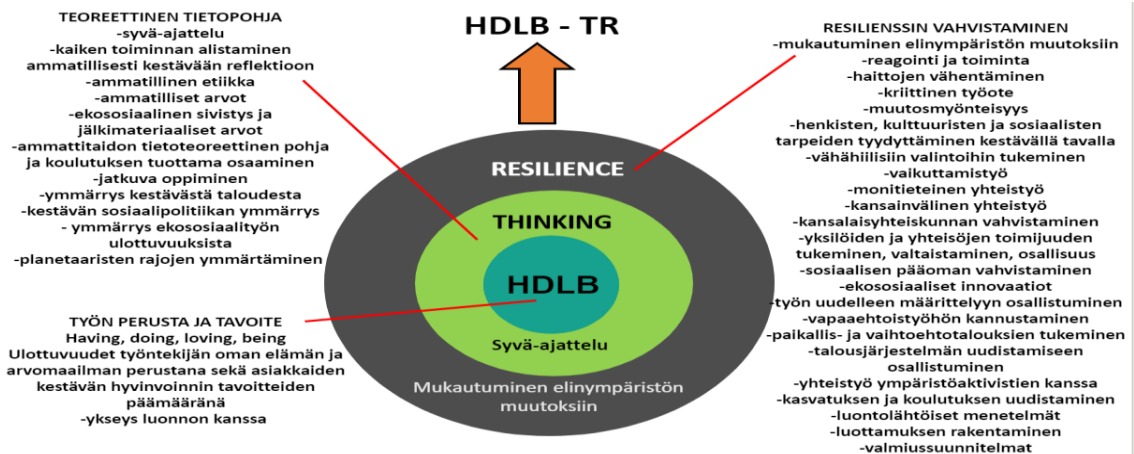 TEOREETTINEN TIETOPOHJA
-syvä-ajattelu
-kaiken toiminnan alistaminen
ammatillisesti kestävään reflektioon
-ammatillinen etiikka
-ammatilliset arvot
-ekososiaalinen sivistys ja
jälkimateriaaliset arvot
-ammattitaidon tietoteoreettinen pohja
ja koulutuksen tuottama osaaminen
-jatkuva oppiminen
-ymmärrys kestävästä taloudesta
-kestävän sosiaalipolitiikan ymmärrys
- ymmärrys ekososiaalityön
ulottuvuuksista
-planetaaristen rajojen ymmärtäminen
TYÖN PERUSTA JA TAVOITE
Having, doing, loving, being
Ulottuvuudet työntekijän oman elämän ja
arvomaailman perustana sekä asiakkaiden
kestävän hyvinvoinnin tavoitteiden
päämääränä
-ykseys luonnon kanssa
HDLB - TR
RESILIENCE
THINKING
HDLB
Syvä-ajattelu
Mukautuminen elinympäristön
muutoksiin
RESILIENSSIN VAHVISTAMINEN
-mukautuminen elinympäristön muutoksiin
-reagointi ja toiminta
-haittojen vähentäminen
-kriittinen työote
-muutosmyönteisyys
-henkisten, kulttuuristen ja sosiaalisten
tarpeiden tyydyttäminen kestävällä tavalla
-vähähiilisiin valintoihin tukeminen
-vaikuttamistyö
-monitieteinen yhteistyö
-kansainvälinen yhteistyö
-kansalaisyhteiskunnan vahvistaminen
-yksilöiden ja yhteisöjen toimijuuden
tukeminen, valtaistaminen, osallisuus
-sosiaalisen pääoman vahvistaminen
-ekososiaaliset innovaatiot
-työn uudelleen määrittelyyn osallistuminen
-vapaaehtoistyöhön kannustaminen
-paikallis- ja vaihtoehtotalouksien tukeminen
-talousjärjestelmän uudistamiseen
osallistuminen
-yhteistyö ympäristöaktivistien kanssa
-kasvatuksen ja koulutuksen uudistaminen
-luontolähtöiset menetelmät
-luottamuksen rakentaminen
-valmiussuunnitelmat